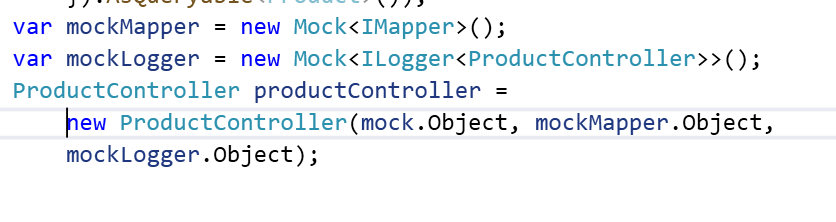 }).AsQueryable<Product>());
var mockMapper = new Mock<IMapper>();
var mockLogger = new Mock<ILogger<ProductController>>();
ProductController productController =
new ProductController(mock.Object, mockMapper.Object,
mockLogger.Object);